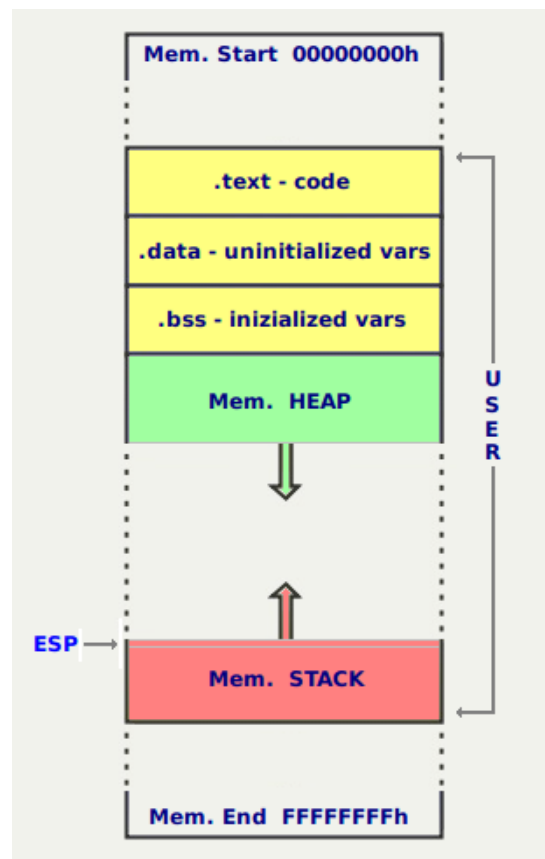 Mem. Start 00000000h
.text - code
.data - uninitialized vars
.bss - inizialized vars
Mem. HEAP
USER
ESP
Mem. STACK
Mem. End FFFFFFFFh